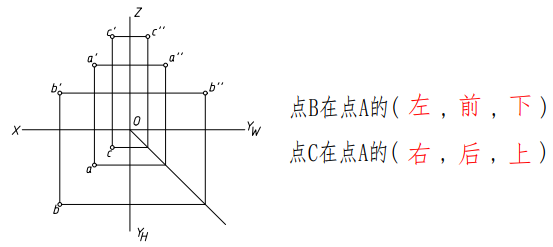 Z
c' c''
a' a''
b' b''
X O Y_W
c
a
b
Y_H
点B在点A的( 左 , 前 , 下 )
点C在点A的( 右 , 后 , 上 )